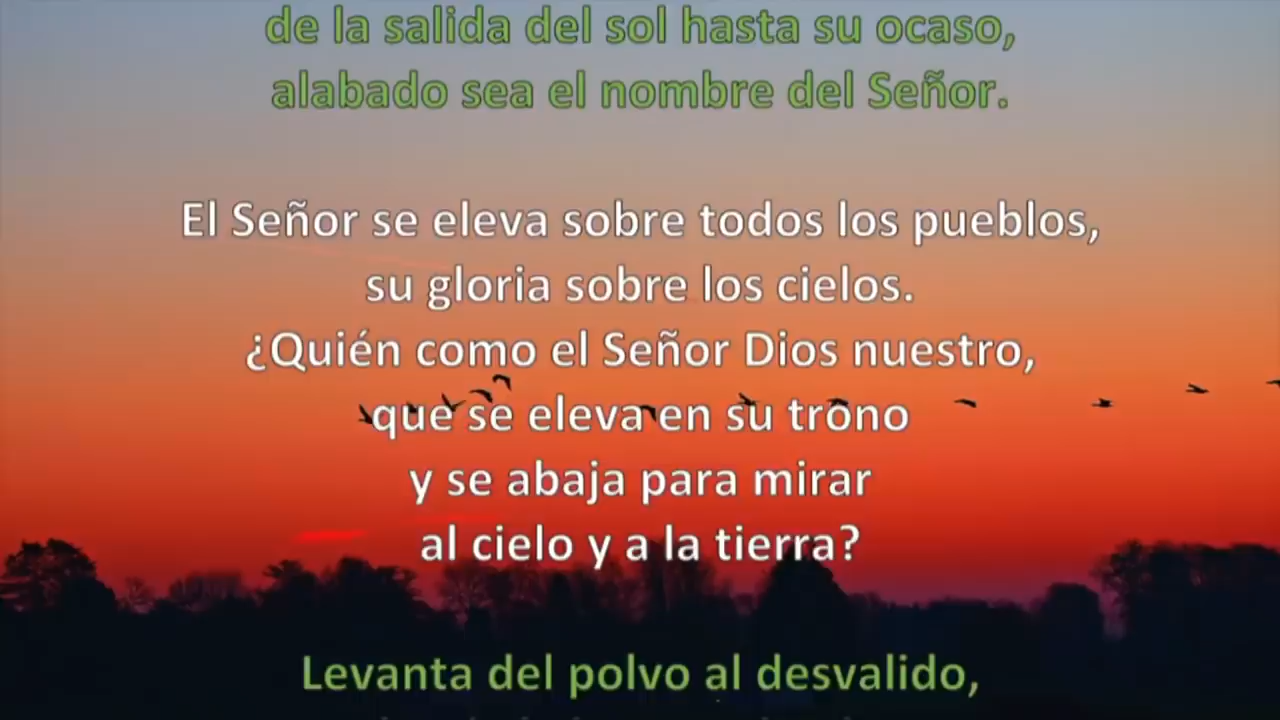 de la salida del sol hasta su ocaso,
alabado sea el nombre del Señor.
El Señor se eleva sobre todos los pueblos,
su gloria sobre los cielos.
¿Quién como el Señor Dios nuestro,
que se eleva en su trono
y se abaja para mirar
al cielo y a la tierra?
Levanta del polvo al desvalido,